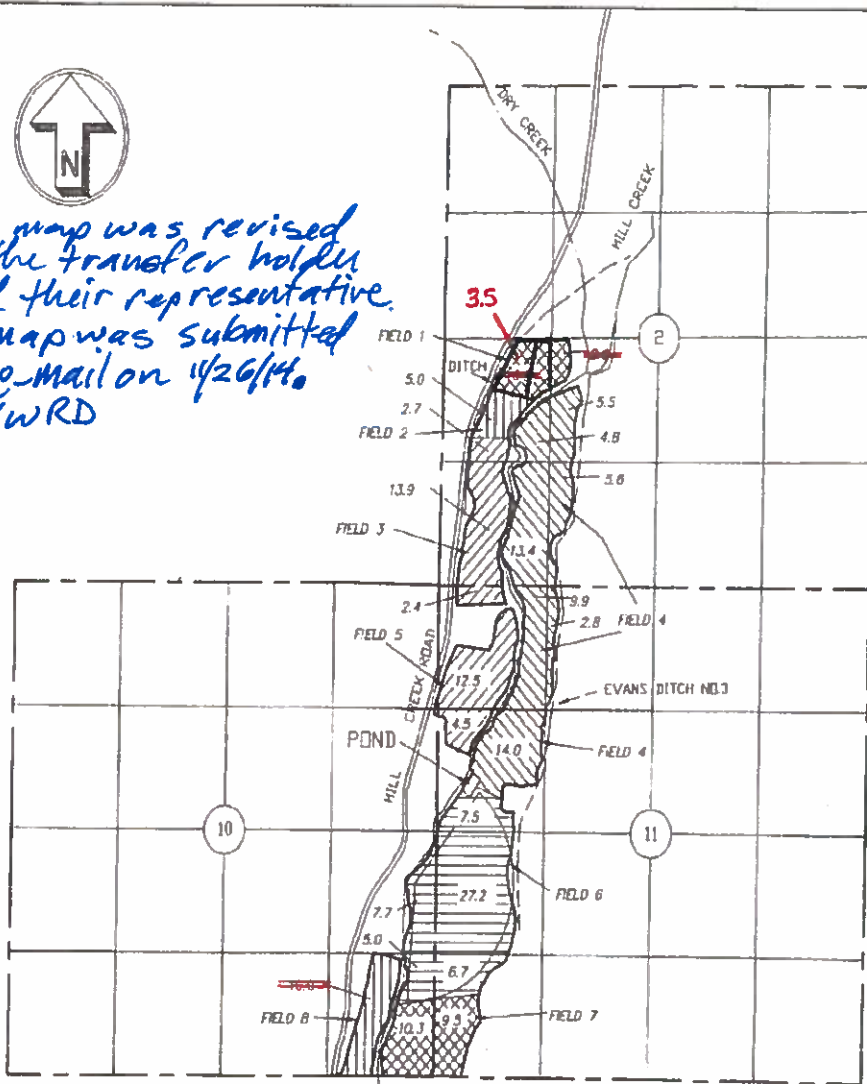 N
map was revised
the transfer holder
their representative.
map was submitted
e-mail on 11/26/14.
WRD
DRY CREEK
MILL CREEK
3.5
2
FIELD 1
DITCH
5.0
5.5
2.7
4.8
FIELD 2
5.6
13.9
FIELD 3
13.4
2.4
9.9
FIELD 4
2.8
FIELD 5
12.5
EVANS DITCH NO.3
4.5
MILL CREEK ROAD
POND
14.0
FIELD 4
7.5
10
11
27.2
FIELD 6
7.7
5.0
6.7
FIELD 8
10.3
9.5
FIELD 7